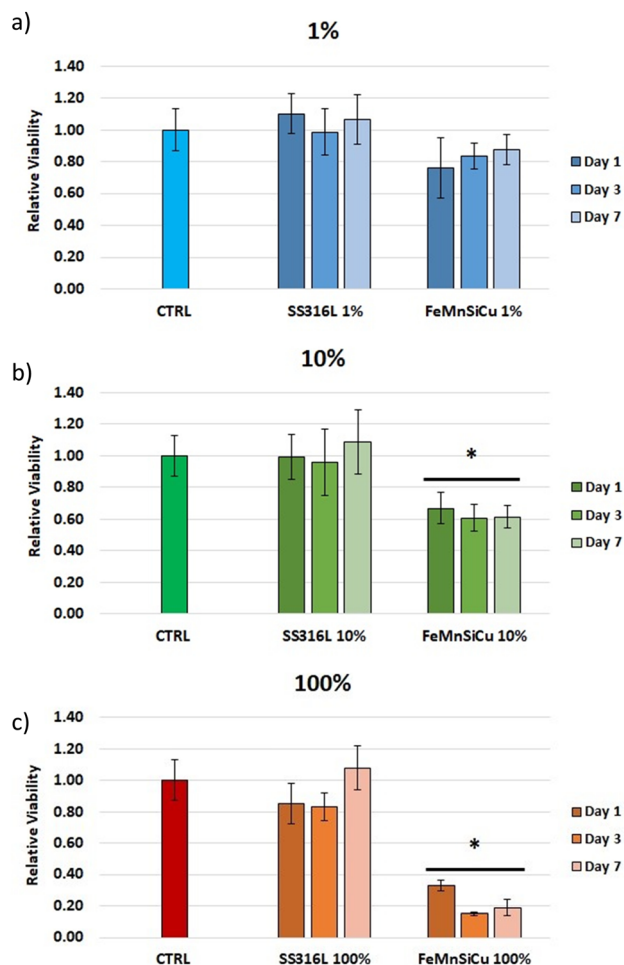 a)
1%
Relative Viability
1.40
1.20
1.00
0.80
0.60
0.40
0.20
0.00
CTRL
SS316L 1%
FeMnSiCu 1%
Day 1
Day 3
Day 7
b)
10%
Relative Viability
1.40
1.20
1.00
0.80
0.60
0.40
0.20
0.00
*
CTRL
SS316L 10%
FeMnSiCu 10%
Day 1
Day 3
Day 7
c)
100%
Relative Viability
1.40
1.20
1.00
0.80
0.60
0.40
0.20
0.00
*
CTRL
SS316L 100%
FeMnSiCu 100%
Day 1
Day 3
Day 7